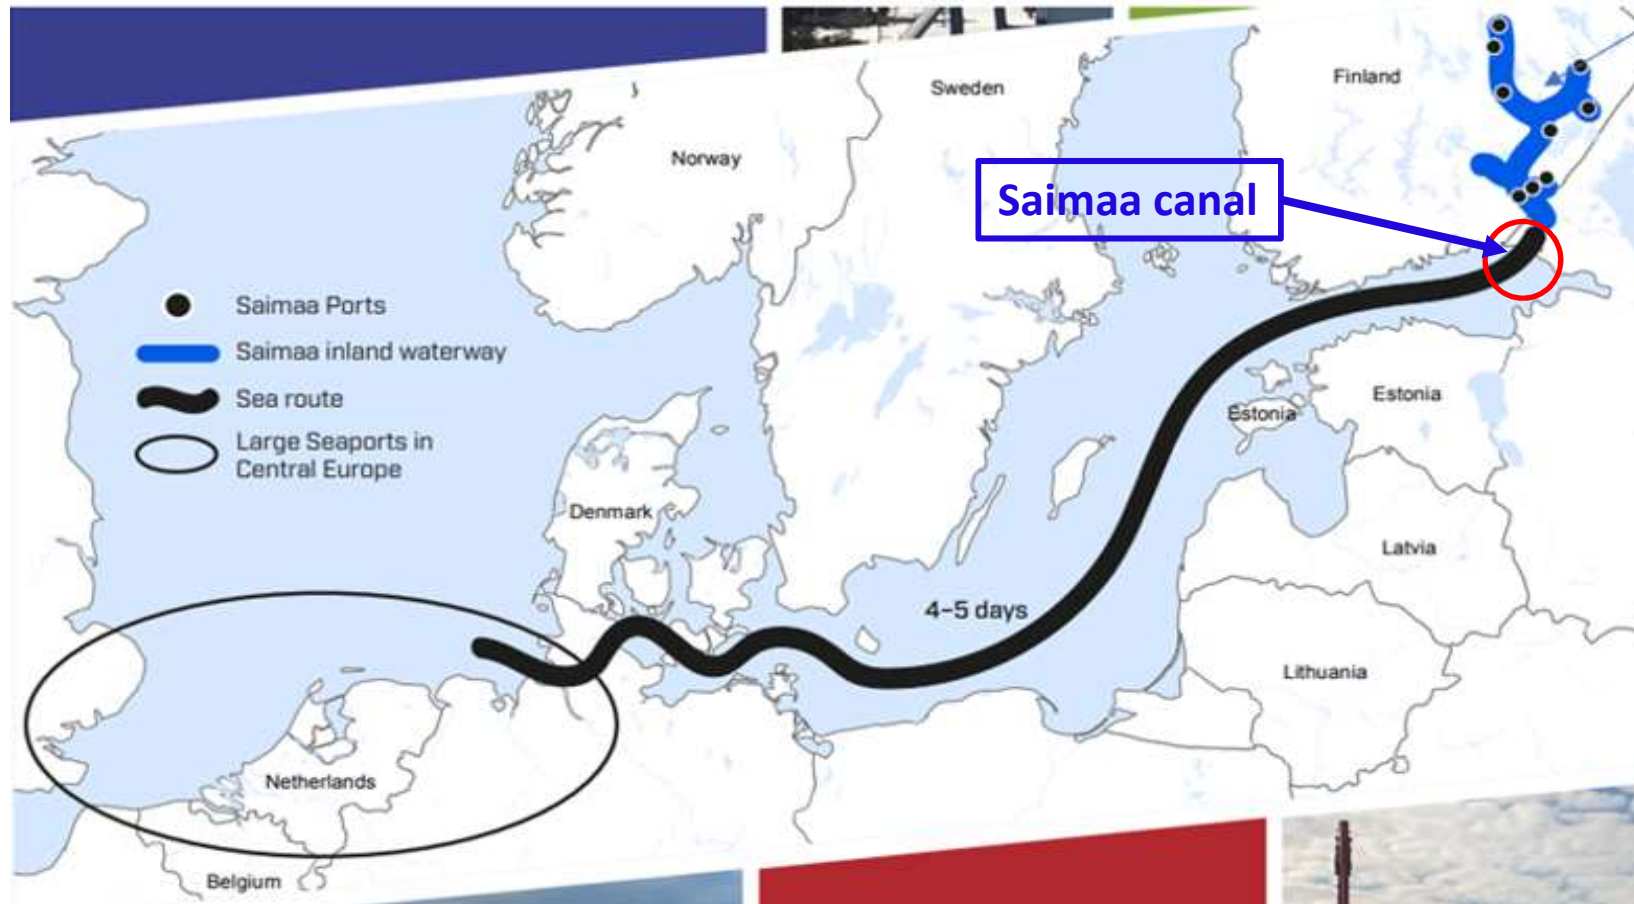 Sweden
Finland
Norway
Saimaa canal
Saimaa Ports
Saimaa inland waterway
Sea route
Large Seaports in
Central Europe
Estonia
Estonia
Denmark
Latvia
4–5 days
Lithuania
Netherlands
Belgium